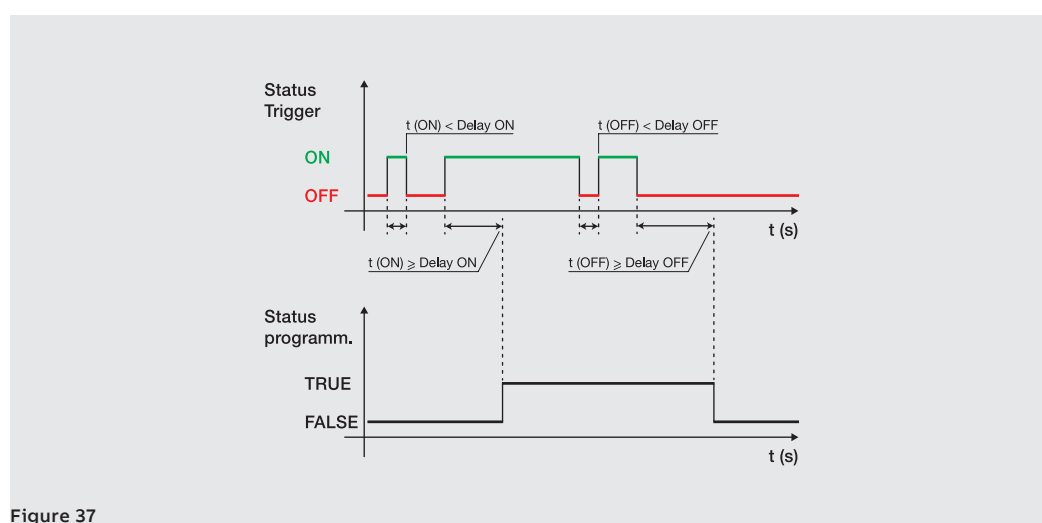 Status
Trigger
t (ON) < Delay ON
t (OFF) < Delay OFF
ON
OFF
t (s)
t (ON) ⩾ Delay ON
t (OFF) ⩾ Delay OFF
Status
programm.
TRUE
FALSE
t (s)
Figure 37